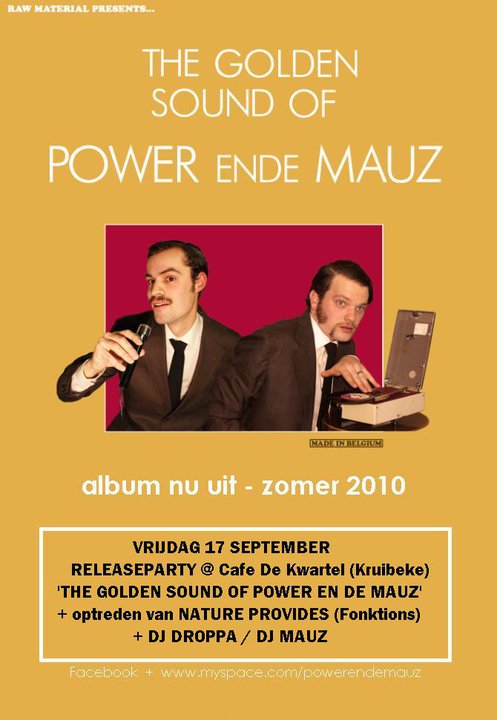 RAW MATERIAL PRESENTS...
THE GOLDEN
SOUND OF
POWER ENDE MAUZ
MADE IN BELGIUM
album nu uit - zomer 2010
VRIJDAG 17 SEPTEMBER
RELEASEPARTY @ Cafe De Kwartel (Kruibeke)
'THE GOLDEN SOUND OF POWER EN DE MAUZ'
+ optreden van NATURE PROVIDES (Fonktions)
+ DJ DROPPA / DJ MAUZ
Facebook + www.myspace.com/powerendemauz